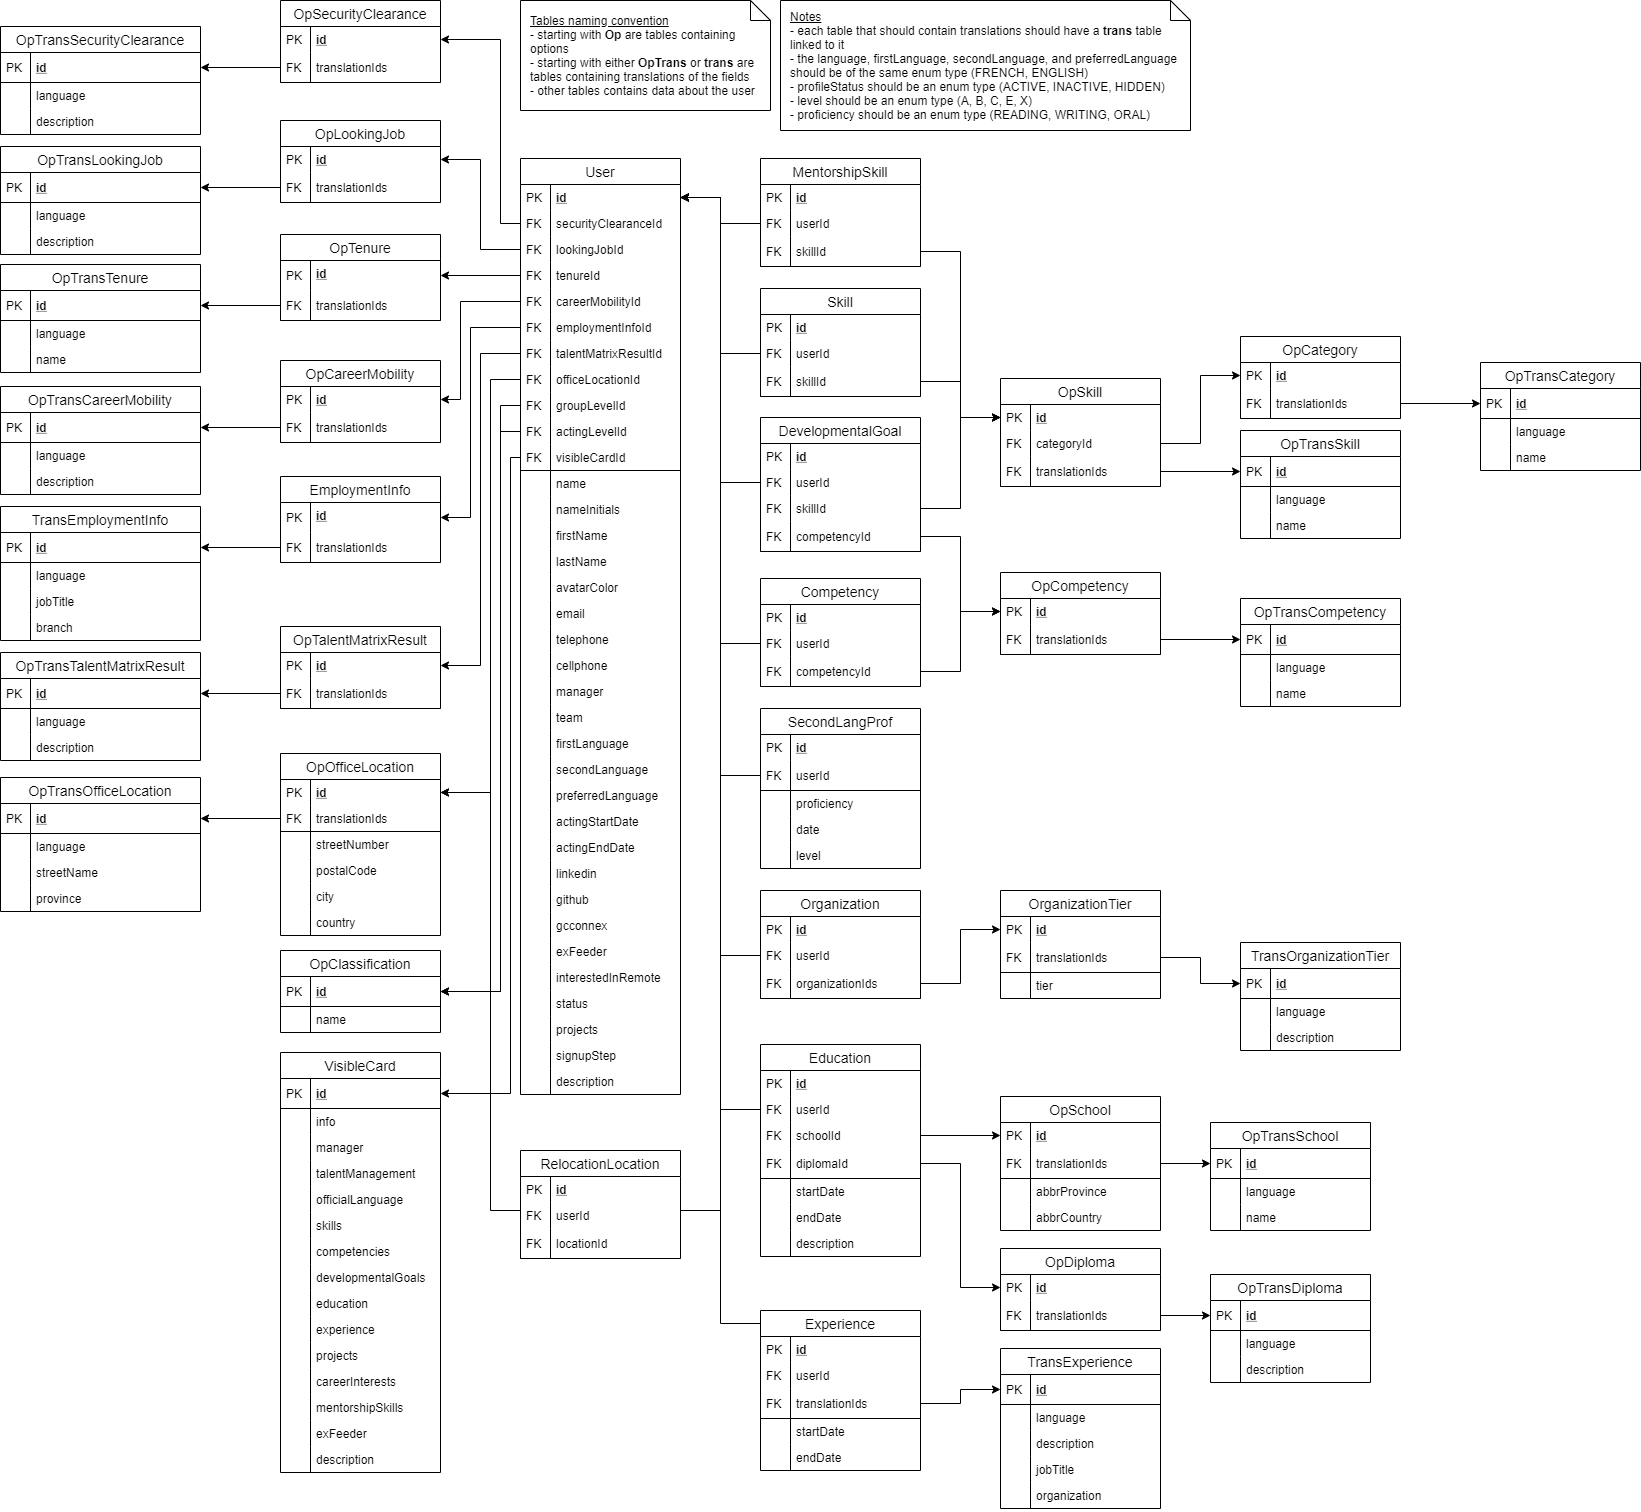 OpTransSecurityClearance
PK id
language
description
OpTransLookingJob
PK id
language
description
OpTransTenure
PK id
language
name
OpTransCareerMobility
PK id
language
description
TransEmploymentInfo
PK id
language
jobTitle
branch
OpTransTalentMatrixResult
PK id
language
description
OpTransOfficeLocation
PK id
language
streetName
province
OpSecurityClearance
PK id
FK translationIds
OpLookingJob
PK id
FK translationIds
OpTenure
PK id
FK translationIds
OpCareerMobility
PK id
FK translationIds
EmploymentInfo
PK id
FK translationIds
OpTalentMatrixResult
PK id
FK translationIds
OpOfficeLocation
PK id
FK translationIds
streetNumber
postalCode
city
country
OpClassification
PK id
name
VisibleCard
PK id
info
manager
talentManagement
officialLanguage
skills
competencies
developmentalGoals
education
experience
projects
careerInterests
mentorshipSkills
exFeeder
description
Tables naming convention
- starting with Op are tables containing
options
- starting with either OpTrans or trans are
tables containing translations of the fields
- other tables contains data about the user
Notes
- each table that should contain translations should have a trans table
linked to it
- the language, firstLanguage, secondLanguage, and preferredLanguage
should be of the same enum type (FRENCH, ENGLISH)
- profileStatus should be an enum type (ACTIVE, INACTIVE, HIDDEN)
- level should be an enum type (A, B, C, E, X)
- proficiency should be an enum type (READING, WRITING, ORAL)
User
PK id
FK securityClearanceId
FK lookingJobId
FK tenureId
FK careerMobilityId
FK employmentInfoId
FK talentMatrixResultId
FK officeLocationId
FK groupLevelId
FK actingLevelId
FK visibleCardId
name
nameInitials
firstName
lastName
avatarColor
email
telephone
cellphone
manager
team
firstLanguage
secondLanguage
preferredLanguage
actingStartDate
actingEndDate
linkedin
github
gcconnex
exFeeder
interestedInRemote
status
projects
signupStep
description
RelocationLocation
PK id
FK userId
FK locationId
MentorshipSkill
PK id
FK userId
FK skillId
Skill
PK id
FK userId
FK skillId
DevelopmentalGoal
PK id
FK userId
FK skillId
FK competencyId
Competency
PK id
FK userId
FK competencyId
SecondLangProf
PK id
FK userId
proficiency
date
level
Organization
PK id
FK userId
FK organizationIds
Education
PK id
FK userId
FK schoolId
FK diplomaId
startDate
endDate
description
Experience
PK id
FK userId
FK translationIds
startDate
endDate
OpSkill
PK id
FK categoryId
FK translationIds
OpCompetency
PK id
FK translationIds
OrganizationTier
PK id
FK translationIds
tier
OpSchool
PK id
FK translationIds
abbrProvince
abbrCountry
OpDiploma
PK id
FK translationIds
TransExperience
PK id
language
description
jobTitle
organization
OpCategory
PK id
FK translationIds
OpTransSkill
PK id
language
name
OpTransCompetency
PK id
language
name
TransOrganizationTier
PK id
language
description
OpTransSchool
PK id
language
name
OpTransDiploma
PK id
language
description
OpTransCategory
PK id
language
name